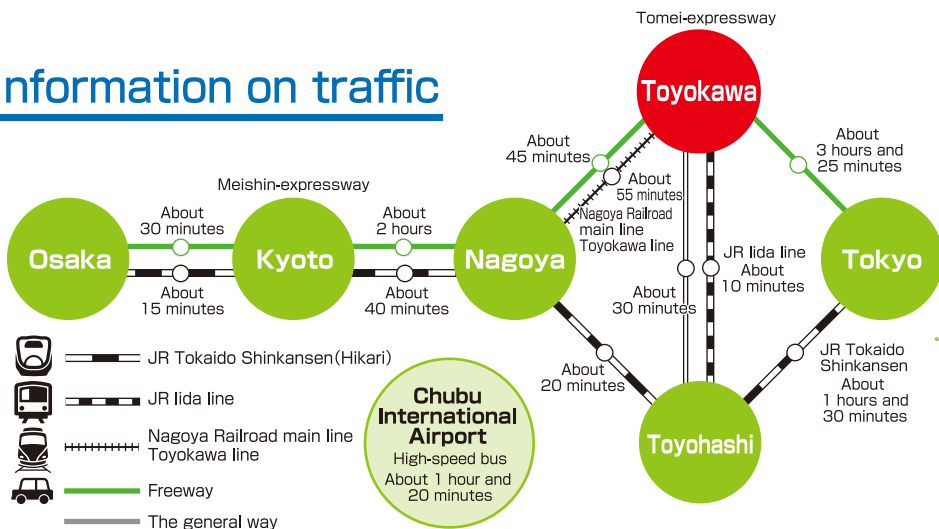 nformation on traffic
Tomei-expressway
Toyokawa
About
45 minutes
About
55 minutes
Nagoya Railroad
main line
Toyokawa line
About
3 hours and
25 minutes
Meishin-expressway
About
30 minutes
About
2 hours
Osaka
Kyoto
Nagoya
Tokyo
About
15 minutes
About
40 minutes
About
30 minutes
JR Iida line
About
10 minutes
About
20 minutes
JR Tokaido
Shinkansen
About
1 hours and
30 minutes
Toyohashi
Chubu
International
Airport
High-speed bus
About 1 hour and
20 minutes
JR Tokaido Shinkansen(Hikari)
JR Iida line
Nagoya Railroad main line
Toyokawa line
Freeway
The general way